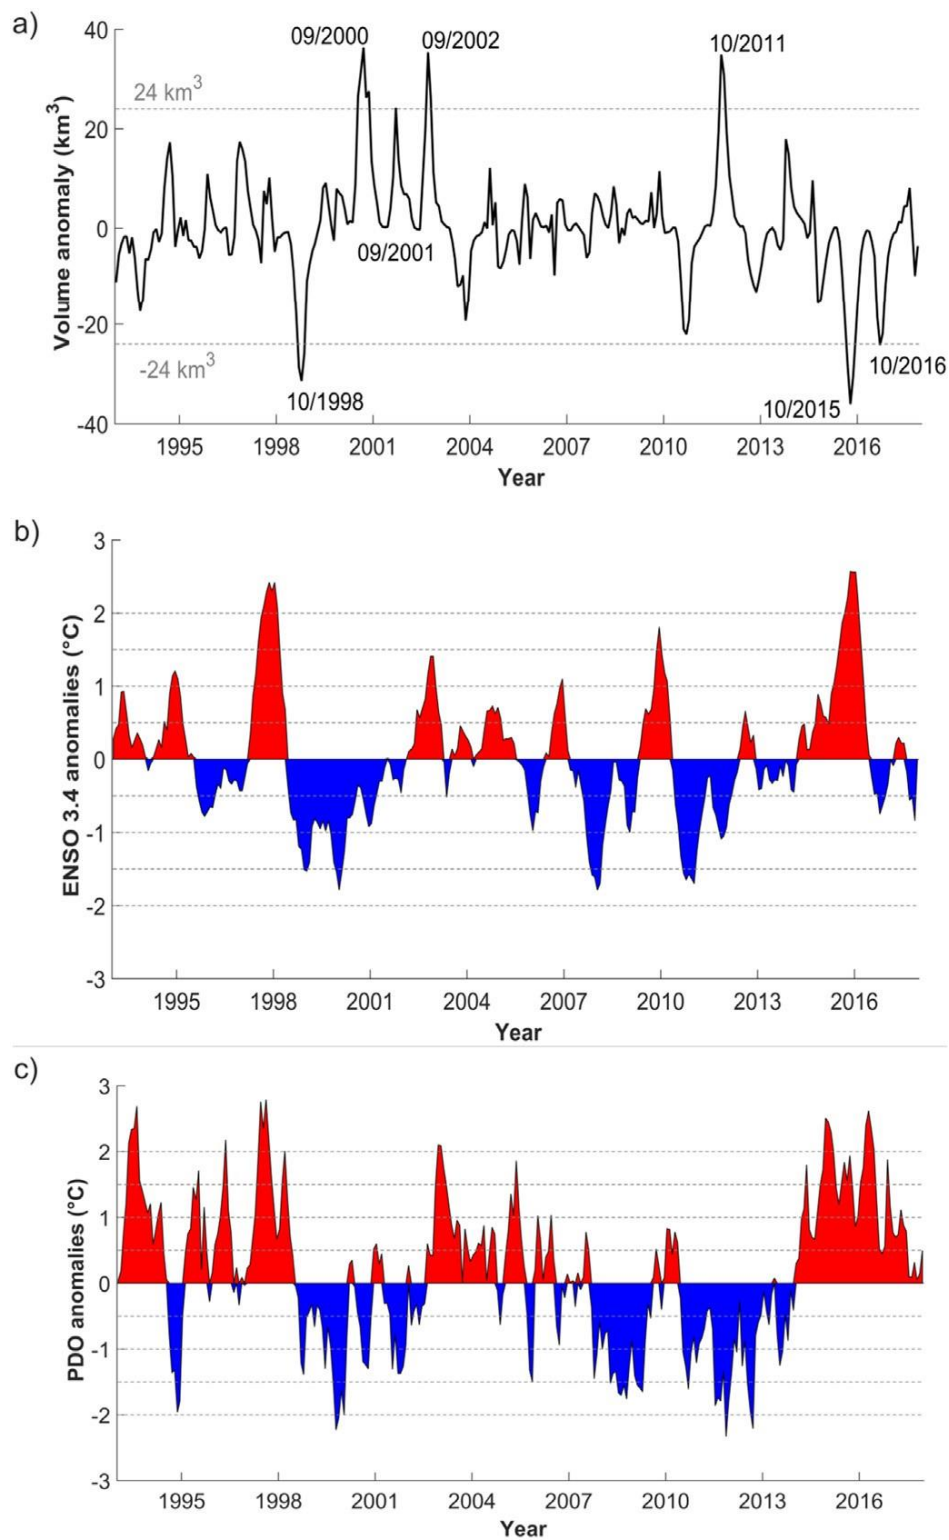 a)
40
20
0
-20
-40
Volume anomaly (km³)
24 km³
-24 km³
09/2000
09/2002
10/2011
09/2001
10/1998
10/2015
10/2016
1995 1998 2001 2004 2007 2010 2013 2016
Year
b)
3
2
1
0
-1
-2
-3
ENSO 3.4 anomalies (°C)
1995 1998 2001 2004 2007 2010 2013 2016
Year
c)
3
2
1
0
-1
-2
-3
PDO anomalies (°C)
1995 1998 2001 2004 2007 2010 2013 2016
Year